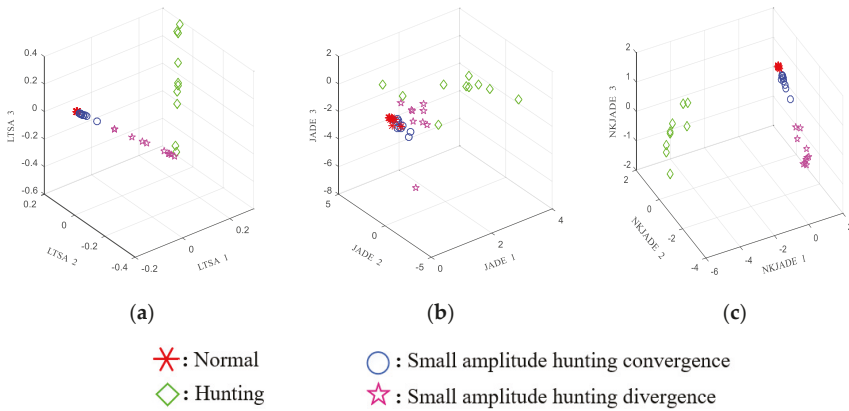 0.4
0.2
0
-0.2
-0.4
-0.6
LTSA 3
0.2
0
-0.2
-0.4
LTSA 2
-0.2
0
0.2
LTSA 1
(a)
2
0
-2
-4
-6
-8
JADE 3
5
0
-5
JADE 2
0
2
4
JADE 1
(b)
2
1
0
-1
-2
NKJADE 3
2
0
-2
-4
NKJADE 2
-6
-4
-2
0
2
NKJADE 1
(c)
: Normal
: Small amplitude hunting convergence
: Hunting
: Small amplitude hunting divergence